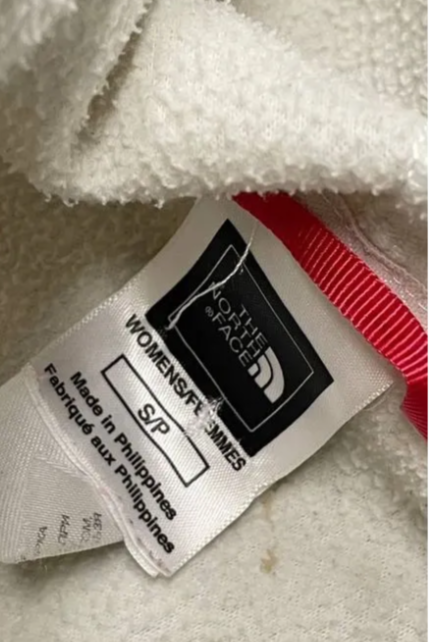 THE
NORTH
FACE®
WOMENS/FEMMES
S/P
Made in Philippines
Fabriqué aux Philippines